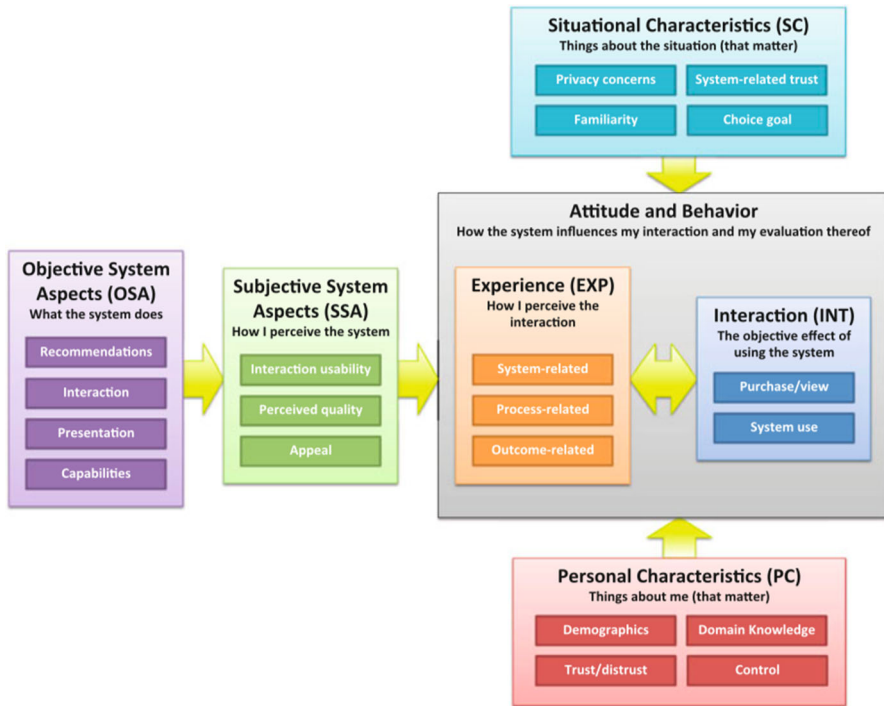 Situational Characteristics (SC)
Things about the situation (that matter)
Privacy concerns
System-related trust
Familiarity
Choice goal
Attitude and Behavior
How the system influences my interaction and my evaluation thereof
Objective System
Aspects (OSA)
What the system does
Recommendations
Interaction
Presentation
Capabilities
Subjective System
Aspects (SSA)
How I perceive the system
Interaction usability
Perceived quality
Appeal
Experience (EXP)
How I perceive the
interaction
System-related
Process-related
Outcome-related
Interaction (INT)
The objective effect of
using the system
Purchase/view
System use
Personal Characteristics (PC)
Things about me (that matter)
Demographics
Domain Knowledge
Trust/distrust
Control